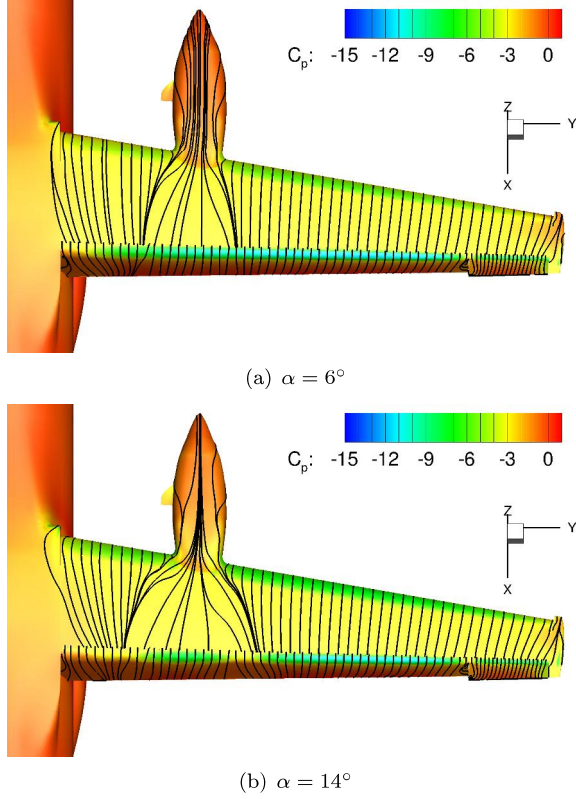 Cp: -15 -12 -9 -6 -3 0
Z
Y
X
(a) α = 6°
Cp: -15 -12 -9 -6 -3 0
Z
Y
X
(b) α = 14°